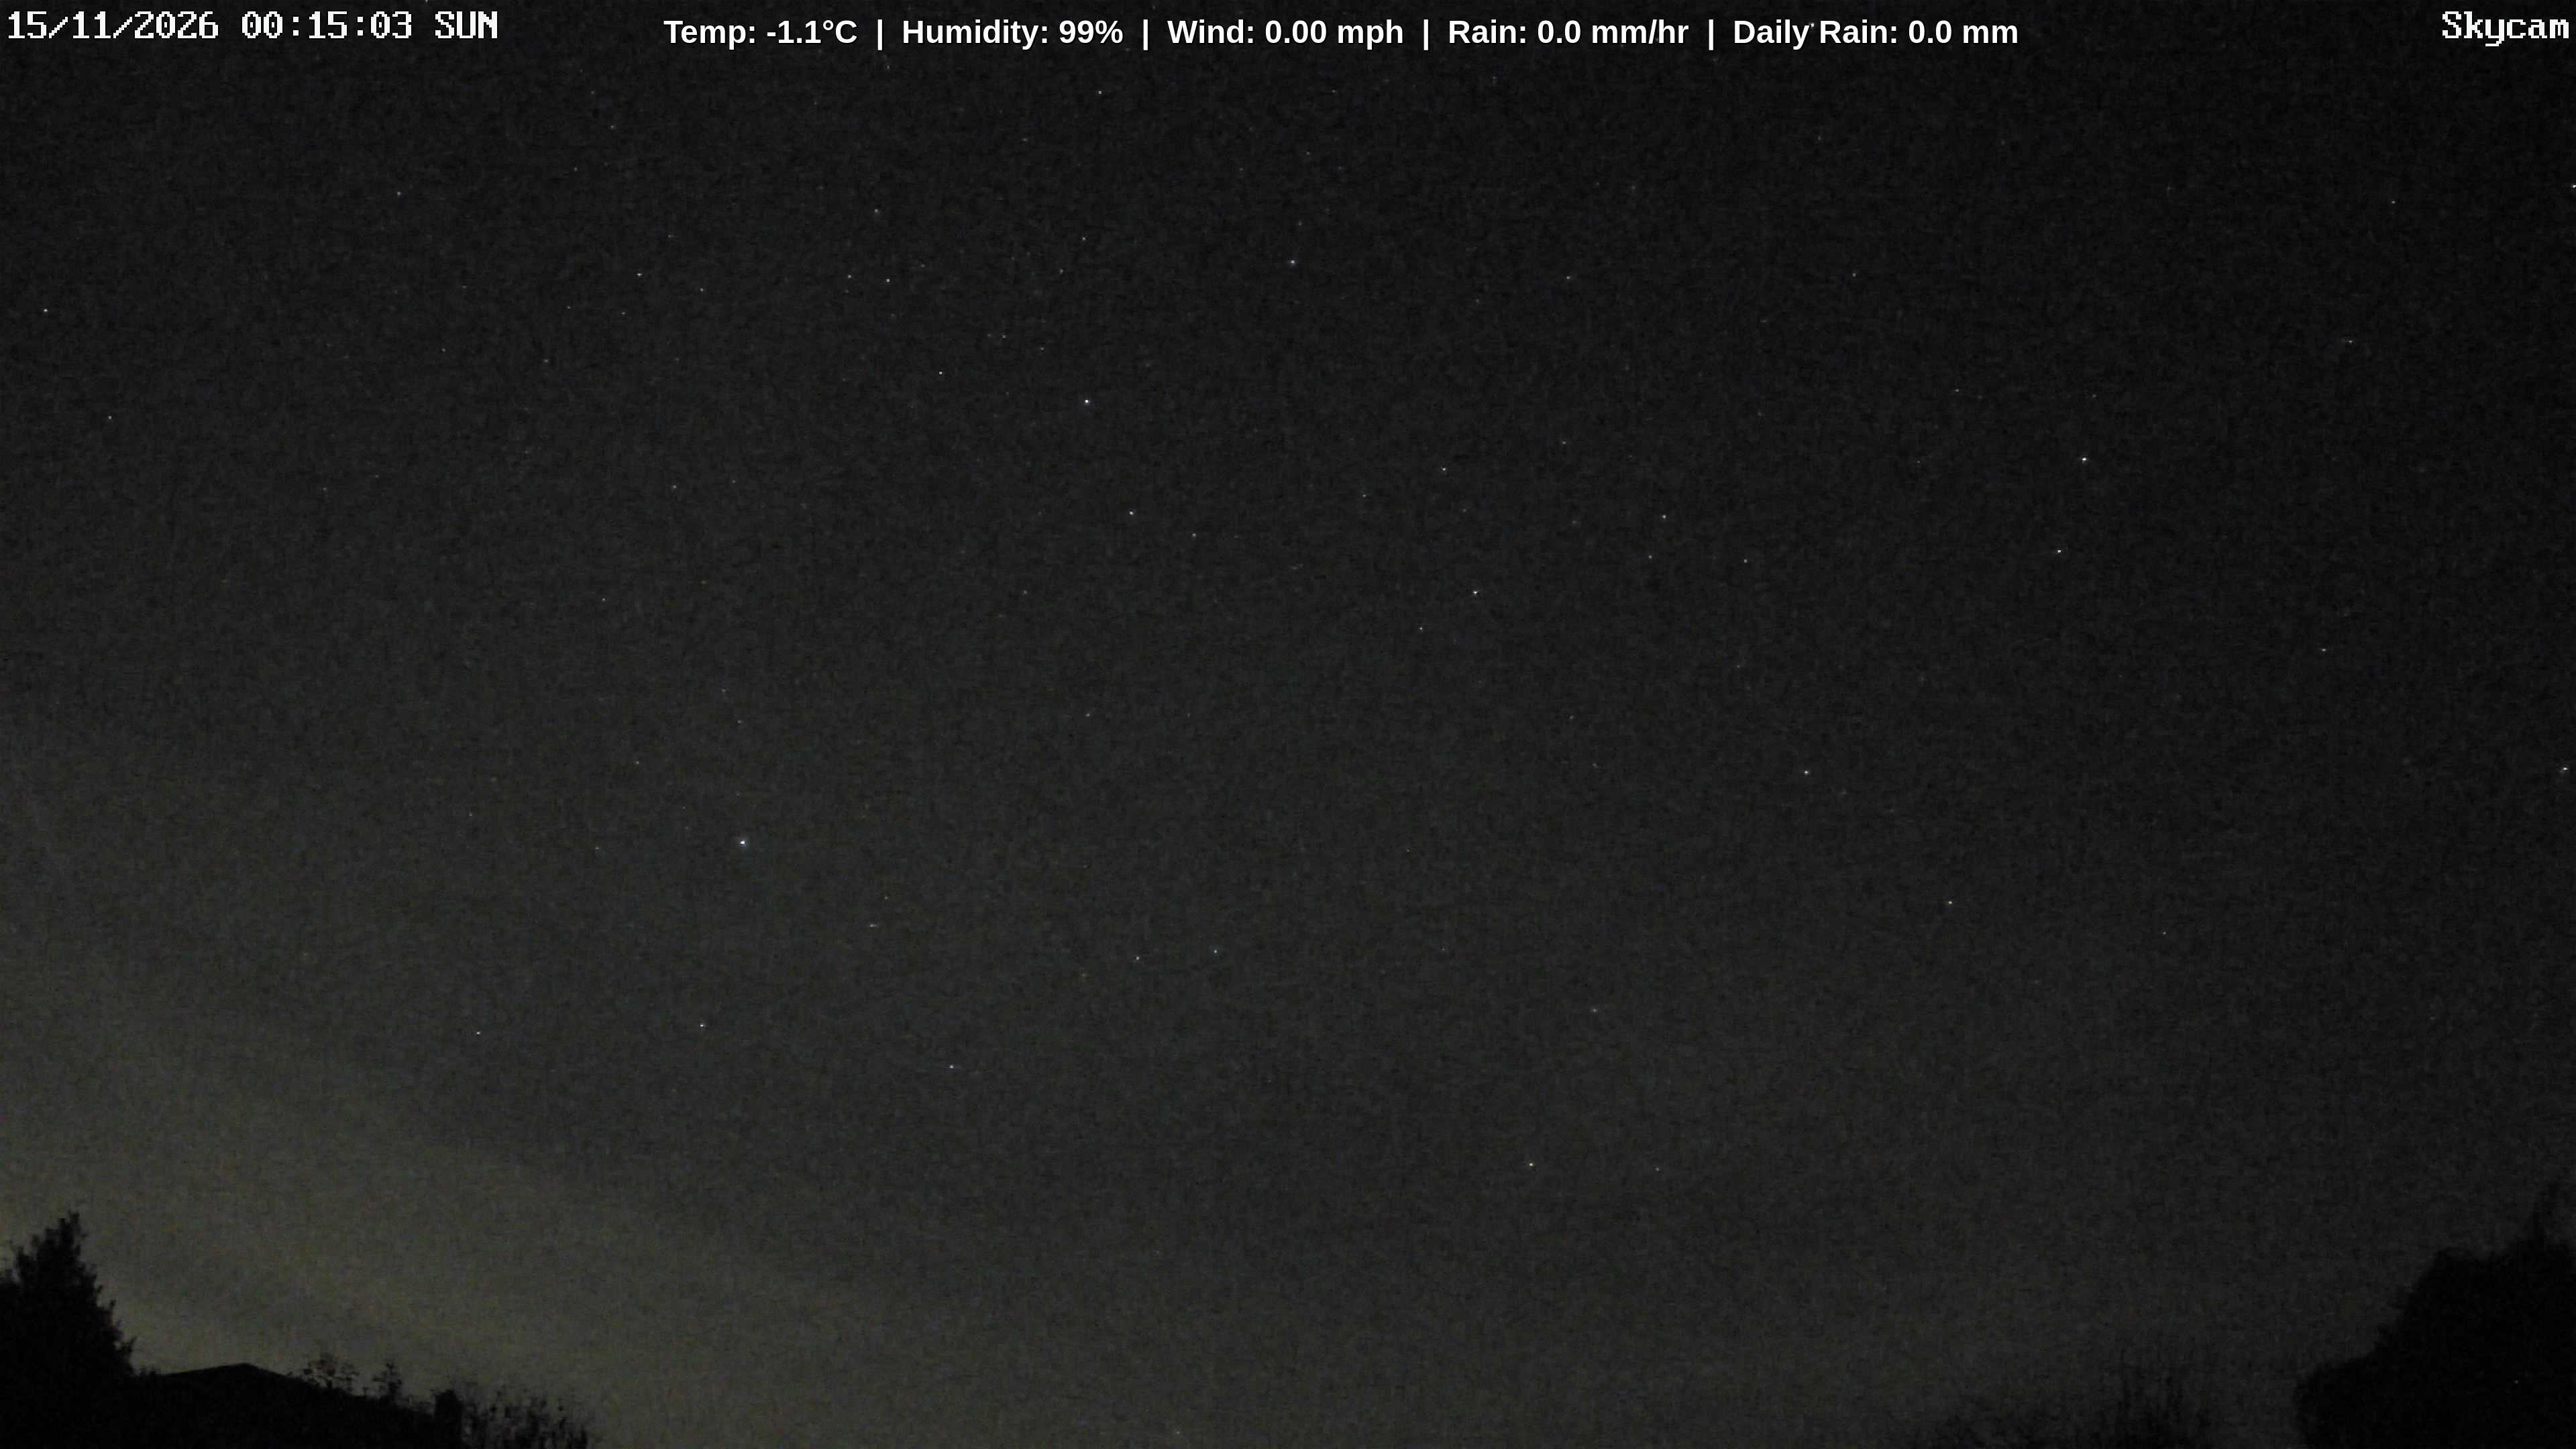 15/11/2026 00:15:03 SUN
Temp: -1.1°C | Humidity: 99% | Wind: 0.00 mph | Rain: 0.0 mm/hr | Daily Rain: 0.0 mm
Skycam